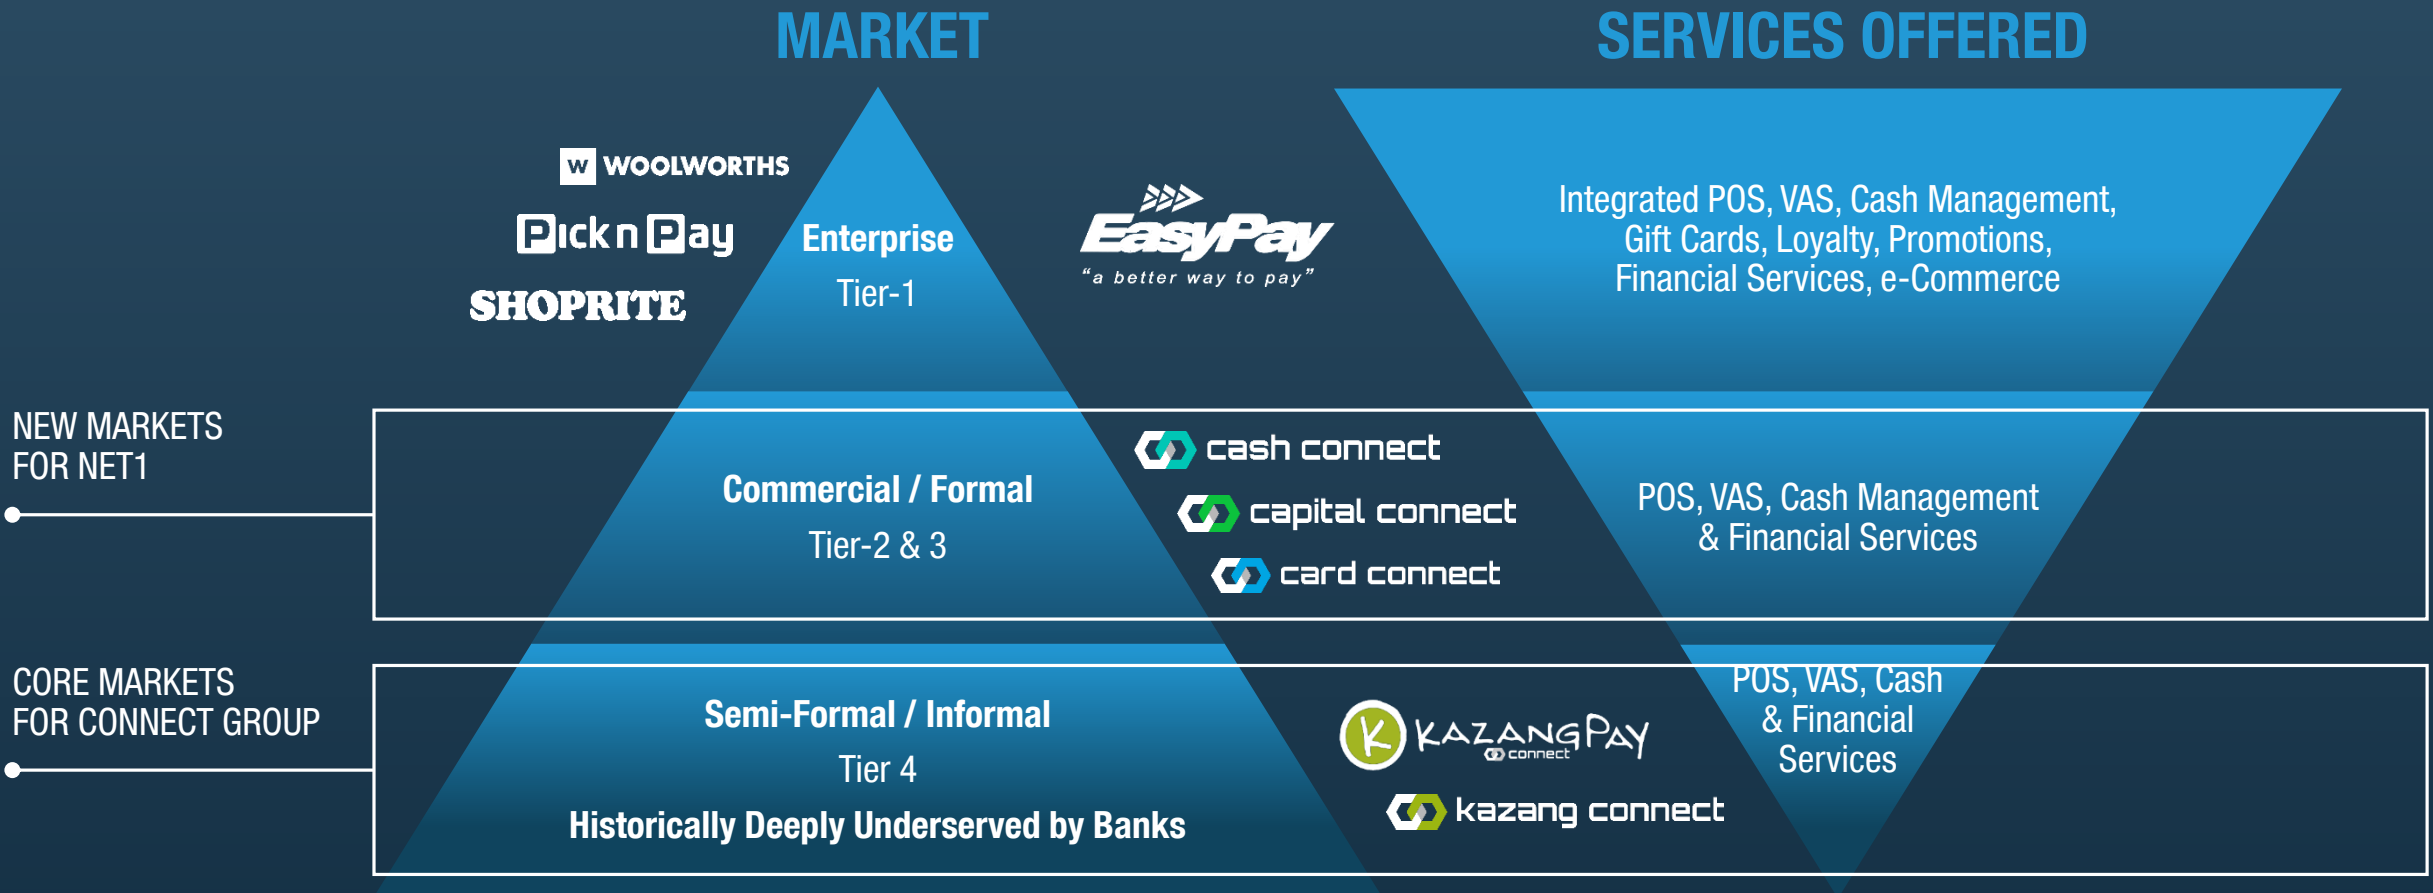 MARKET
SERVICES OFFERED
W WOOLWORTHS
Pick n Pay
SHOPRITE
Enterprise
Tier-1
EasyPay
“a better way to pay”
Integrated POS, VAS, Cash Management,
Gift Cards, Loyalty, Promotions,
Financial Services, e-Commerce
NEW MARKETS
FOR NET1
Commercial / Formal
Tier-2 & 3
cash connect
capital connect
card connect
POS, VAS, Cash Management
& Financial Services
CORE MARKETS
FOR CONNECT GROUP
Semi-Formal / Informal
Tier 4
Historically Deeply Underserved by Banks
K KAZANG PAY
connect
kazang connect
POS, VAS, Cash
& Financial
Services